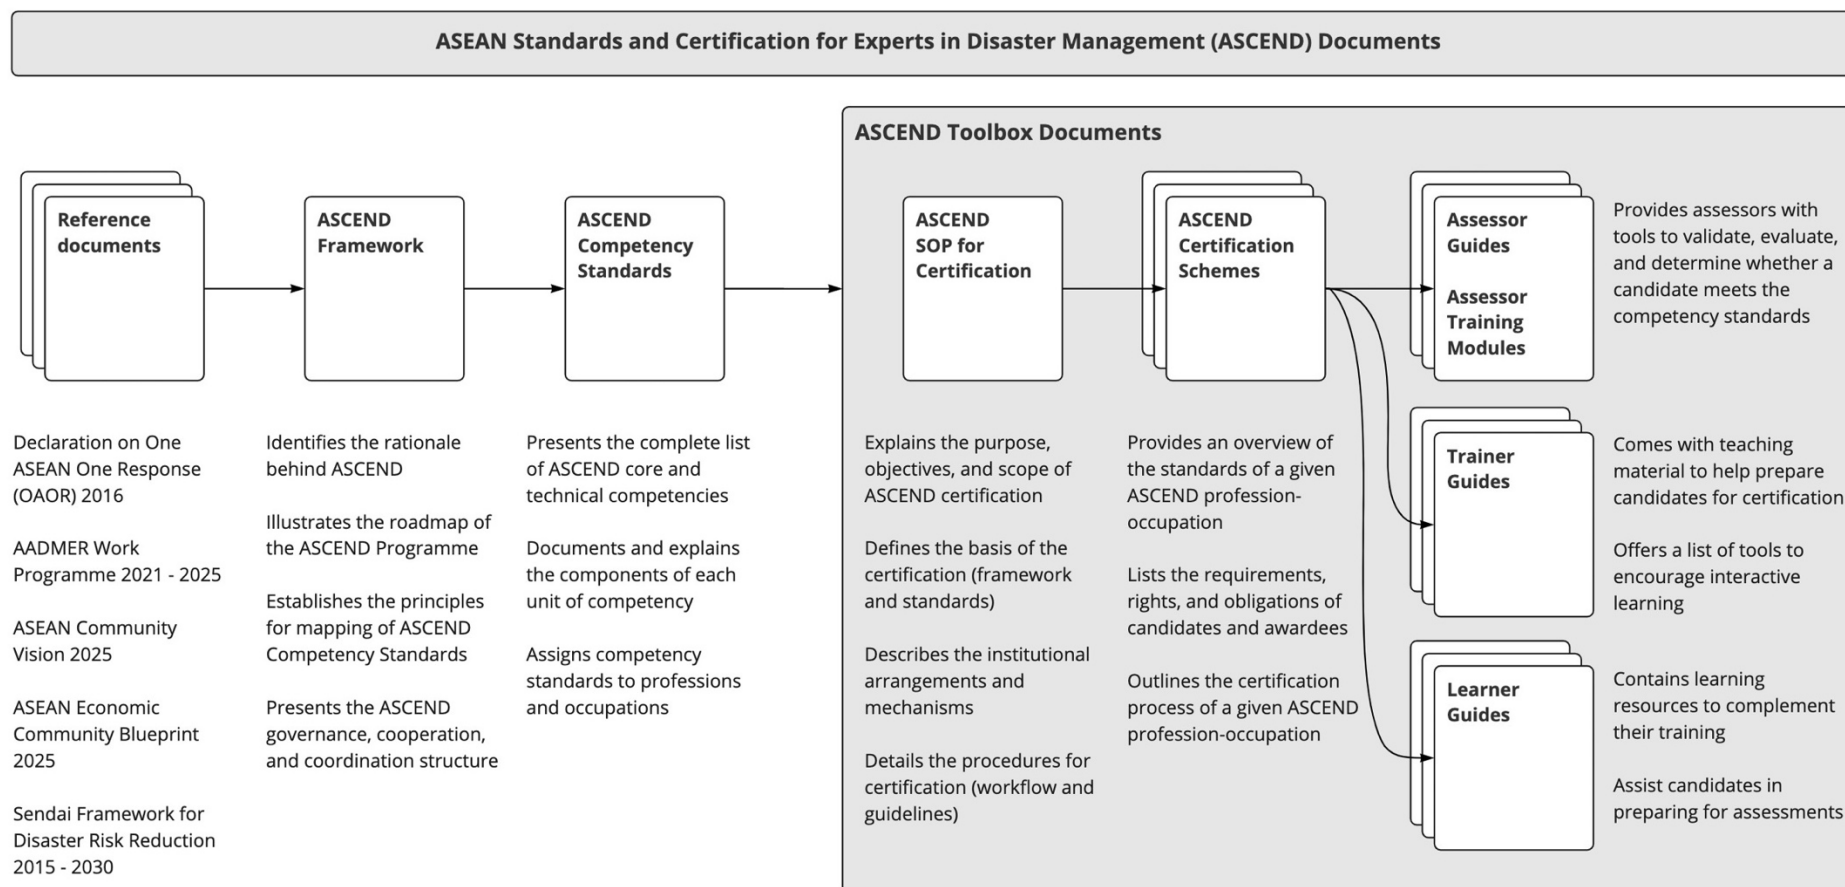 ASEAN Standards and Certification for Experts in Disaster Management (ASCEND) Documents
ASCEND Toolbox Documents
Reference
documents
ASCEND
Framework
ASCEND
Competency
Standards
ASCEND
SOP for
Certification
ASCEND
Certification
Schemes
Assessor
Guides
Assessor
Training
Modules
Provides assessors with
tools to validate, evaluate,
and determine whether a
candidate meets the
competency standards
Declaration on One
ASEAN One Response
(OAOR) 2016
AADMER Work
Programme 2021 - 2025
ASEAN Community
Vision 2025
ASEAN Economic
Community Blueprint
2025
Sendai Framework for
Disaster Risk Reduction
2015 - 2030
Identifies the rationale
behind ASCEND
Illustrates the roadmap of
the ASCEND Programme
Establishes the principles
for mapping of ASCEND
Competency Standards
Presents the ASCEND
governance, cooperation,
and coordination structure
Presents the complete list
of ASCEND core and
technical competencies
Documents and explains
the components of each
unit of competency
Assigns competency
standards to professions
and occupations
Explains the purpose,
objectives, and scope of
ASCEND certification
Defines the basis of the
certification (framework
and standards)
Describes the institutional
arrangements and
mechanisms
Details the procedures for
certification (workflow and
guidelines)
Provides an overview of
the standards of a given
ASCEND profession-
occupation
Lists the requirements,
rights, and obligations of
candidates and awardees
Outlines the certification
process of a given ASCEND
profession-occupation
Trainer
Guides
Comes with teaching
material to help prepare
candidates for certification
Offers a list of tools to
encourage interactive
learning
Learner
Guides
Contains learning
resources to complement
their training
Assist candidates in
preparing for assessments